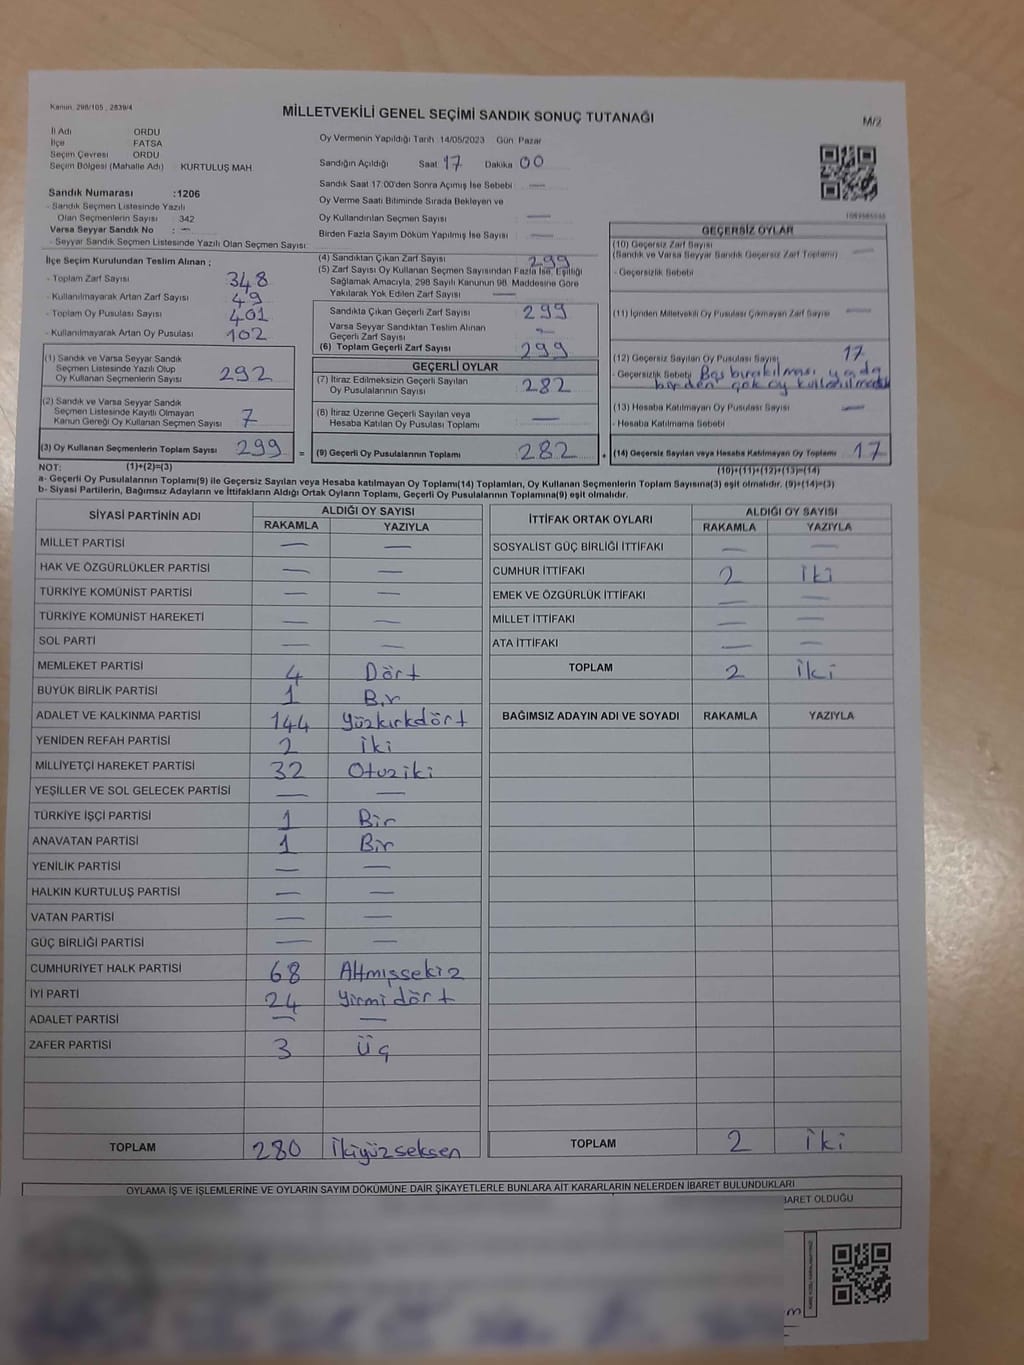 Kanun, 298/105 , 2839/4
MİLLETVEKİLİ GENEL SEÇİMİ SANDIK SONUÇ TUTANAĞI
M/2
İl Adı ORDU
İlçe FATSA
Seçim Çevresi ORDU
Seçim Bölgesi (Mahalle Adı) KURTULUŞ MAH
Sandık Numarası :1206
- Sandık Seçmen Listesinde Yazılı
Olan Seçmenlerin Sayısı : 342
Varsa Seyyar Sandık No : —
- Seyyar Sandık Seçmen Listesinde Yazılı Olan Seçmen Sayısı:
Oy Vermenin Yapıldığı Tarih 14/05/2023 Gün Pazar
Sandığın Açıldığı Saat 17 Dakika 00
Sandık Saat 17:00'den Sonra Açımış İse Sebebi —
Oy Verme Saati Bitiminde Sırada Bekleyen ve
Oy Kullandırılan Seçmen Sayısı —
Birden Fazla Sayım Döküm Yapılmış İse Sayısı —
İlçe Seçim Kurulundan Teslim Alınan ;
- Toplam Zarf Sayısı 348
- Kullanılmayarak Artan Zarf Sayısı 49
- Toplam Oy Pusulası Sayısı 401
- Kullanılmayarak Artan Oy Pusulası 102
(4) Sandıktan Çıkan Zarf Sayısı 299
(5) Zarf Sayısı Oy Kullanan Seçmen Sayısından Fazla İse, Eşitliği
Sağlamak Amacıyla, 298 Sayılı Kanunun 98. Maddesine Göre
Yakılarak Yok Edilen Zarf Sayısı —
Sandıkta Çıkan Geçerli Zarf Sayısı 299
Varsa Seyyar Sandıktan Teslim Alınan
Geçerli Zarf Sayısı —
(6) Toplam Geçerli Zarf Sayısı 299
GEÇERSİZ OYLAR
(10) Geçersiz Zarf Sayısı —
(Sandık ve Varsa Seyyar Sandık Geçersiz Zarf Toplamı)
- Geçersizlik Sebebi
(11) İçinden Milletvekili Oy Pusulası Çıkmayan Zarf Sayısı —
(12) Geçersiz Sayılan Oy Pusulası Sayısı 17
- Geçersizlik Sebebi Boş bırakılması yada
birden çok oy
(13) Hesaba Katılmayan Oy Pusulası Sayısı —
- Hesaba Katılmama Sebebi
(14) Geçersiz Sayılan veya Hesaba Katılmayan Oy Toplamı 17
(1) Sandık ve Varsa Seyyar Sandık
Seçmen Listesinde Yazılı Olup
Oy Kullanan Seçmenlerin Sayısı 292
(2) Sandık ve Varsa Seyyar Sandık
Seçmen Listesinde Kayıtlı Olmayan
Kanun Gereği Oy Kullanan Seçmen Sayısı 7
(3) Oy Kullanan Seçmenlerin Toplam Sayısı 299 =
GEÇERLİ OYLAR
(7) İtiraz Edilmeksizin Geçerli Sayılan
Oy Pusulalarının Sayısı 282
(8) İtiraz Üzerine Geçerli Sayılan veya
Hesaba Katılan Oy Pusulası Toplamı —
(9) Geçerli Oy Pusulalarının Toplamı 282 +
NOT: (1)+(2)=(3) (10)+(11)+(12)+(13)=(14)
a- Geçerli Oy Pusulalarının Toplamı(9) ile Geçersiz Sayılan veya Hesaba katılmayan Oy Toplamı(14) Toplamları, Oy Kullanan Seçmenlerin Toplam Sayısına(3) eşit olmalıdır. (9)+(14)=(3)
b- Siyasi Partilerin, Bağımsız Adayların ve İttifakların Aldığı Ortak Oyların Toplamı, Geçerli Oy Pusulalarının Toplamına(9) eşit olmalıdır.
SİYASİ PARTİNİN ADI ALDIĞI OY SAYISI
RAKAMLA YAZIYLA
MİLLET PARTİSİ — —
HAK VE ÖZGÜRLÜKLER PARTİSİ — —
TÜRKİYE KOMÜNİST PARTİSİ — —
TÜRKİYE KOMÜNIST HAREKETİ — —
SOL PARTİ — —
MEMLEKET PARTİSİ 4 Dört
BÜYÜK BİRLİK PARTİSİ 1 Bir
ADALET VE KALKINMA PARTİSİ 144 Yüzkırkdört
YENİDEN REFAH PARTİSİ 2 İki
MİLLİYETÇİ HAREKET PARTİSİ 32 Otuziki
YEŞİLLER VE SOL GELECEK PARTİSİ — —
TÜRKİYE İŞÇİ PARTİSİ 1 Bir
ANAVATAN PARTİSİ 1 Bir
YENİLİK PARTİSİ — —
HALKIN KURTULUŞ PARTİSİ — —
VATAN PARTİSİ — —
GÜÇ BİRLİĞİ PARTİSİ — —
CUMHURİYET HALK PARTİSİ 68 Altmışsekiz
İYİ PARTİ 24 Yirmidört
ADALET PARTİSİ — —
ZAFER PARTİSİ 3 Üç
TOPLAM 280 İkiyüzseksen
İTTİFAK ORTAK OYLARI ALDIĞI OY SAYISI
RAKAMLA YAZIYLA
SOSYALİST GÜÇ BİRLİĞİ İTTİFAKI — —
CUMHUR İTTİFAKI 2 İki
EMEK VE ÖZGÜRLÜK İTTİFAKI — —
MİLLET İTTİFAKI — —
ATA İTTİFAKI — —
TOPLAM 2 İki
BAĞIMSIZ ADAYIN ADI VE SOYADI RAKAMLA YAZIYLA
TOPLAM 2 İki
OYLAMA İŞ VE İŞLEMLERİNE VE OYLARIN SAYIM DÖKÜMÜNE DAİR ŞİKAYETLERLE BUNLARA AİT KARARLARIN NELERDEN İBARET BULUNDUKLARI
BARET OLDUĞU